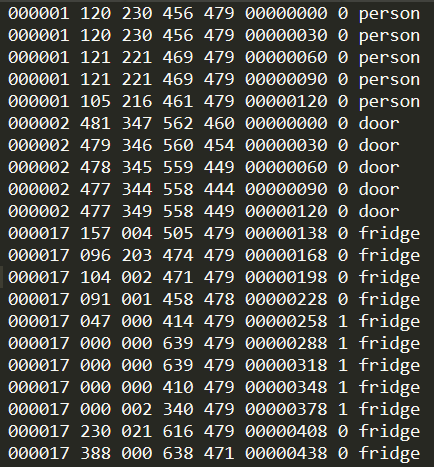 000001 120 230 456 479 00000000 0 person
000001 120 230 456 479 00000030 0 person
000001 121 221 469 479 00000060 0 person
000001 121 221 469 479 00000090 0 person
000001 105 216 461 479 00000120 0 person
000002 481 347 562 460 00000000 0 door
000002 479 346 560 454 00000030 0 door
000002 478 345 559 449 00000060 0 door
000002 477 344 558 444 00000090 0 door
000002 477 349 558 449 00000120 0 door
000017 157 004 505 479 00000138 0 fridge
000017 096 203 474 479 00000168 0 fridge
000017 104 002 471 479 00000198 0 fridge
000017 091 001 458 478 00000228 0 fridge
000017 047 000 414 479 00000258 1 fridge
000017 000 000 639 479 00000288 1 fridge
000017 000 000 639 479 00000318 1 fridge
000017 000 000 410 479 00000348 1 fridge
000017 000 002 340 479 00000378 1 fridge
000017 230 021 616 479 00000408 0 fridge
000017 388 000 638 471 00000438 0 fridge